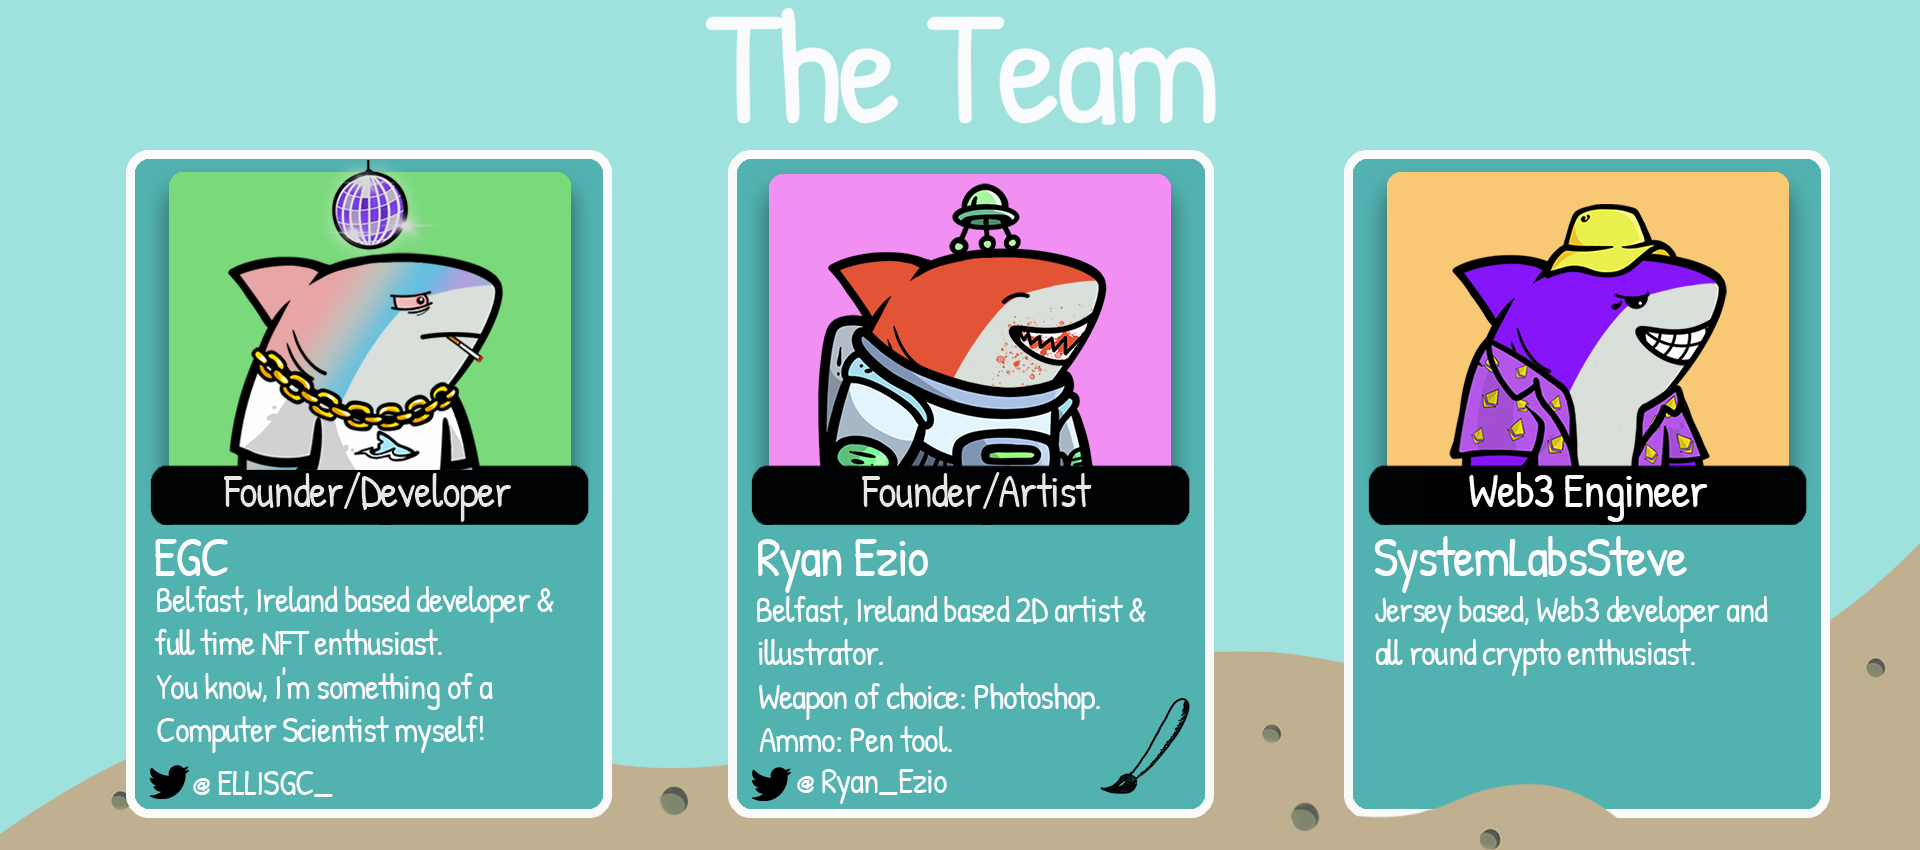 The Team
Founder/Developer
EGC
Belfast, Ireland based developer &
full time NFT enthusiast.
You know, I'm something of a
Computer Scientist myself!
@ ELLISGC_
Founder/Artist
Ryan Ezio
Belfast, Ireland based 2D artist &
illustrator.
Weapon of choice: Photoshop.
Ammo: Pen tool.
@ Ryan_Ezio
Web3 Engineer
SystemLabsSteve
Jersey based, Web3 developer and
all round crypto enthusiast.